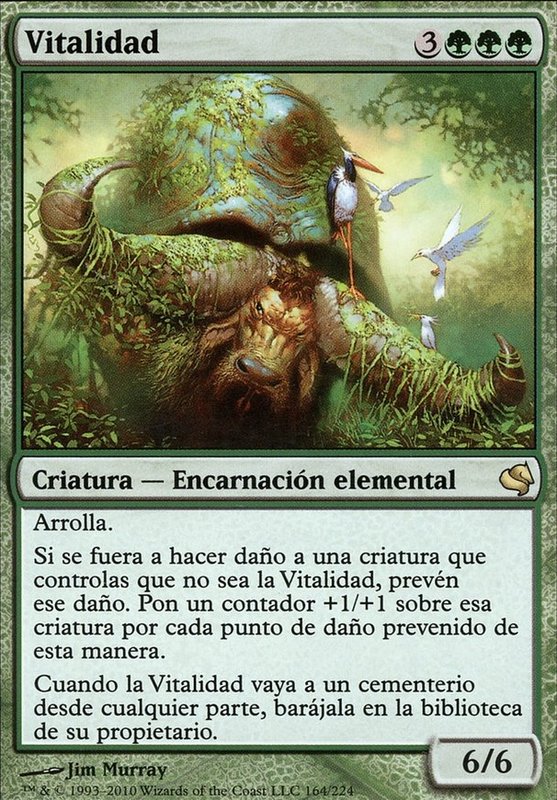 Vitalidad 3
Criatura — Encarnación elemental
Arrolla.
Si se fuera a hacer daño a una criatura que
controlas que no sea la Vitalidad, prevén
ese daño. Pon un contador +1/+1 sobre esa
criatura por cada punto de daño prevenido de
esta manera.
Cuando la Vitalidad vaya a un cementerio
desde cualquier parte, barájala en la biblioteca
de su propietario.
6/6
Jim Murray
™ & © 1993–2010 Wizards of the Coast LLC 164/224